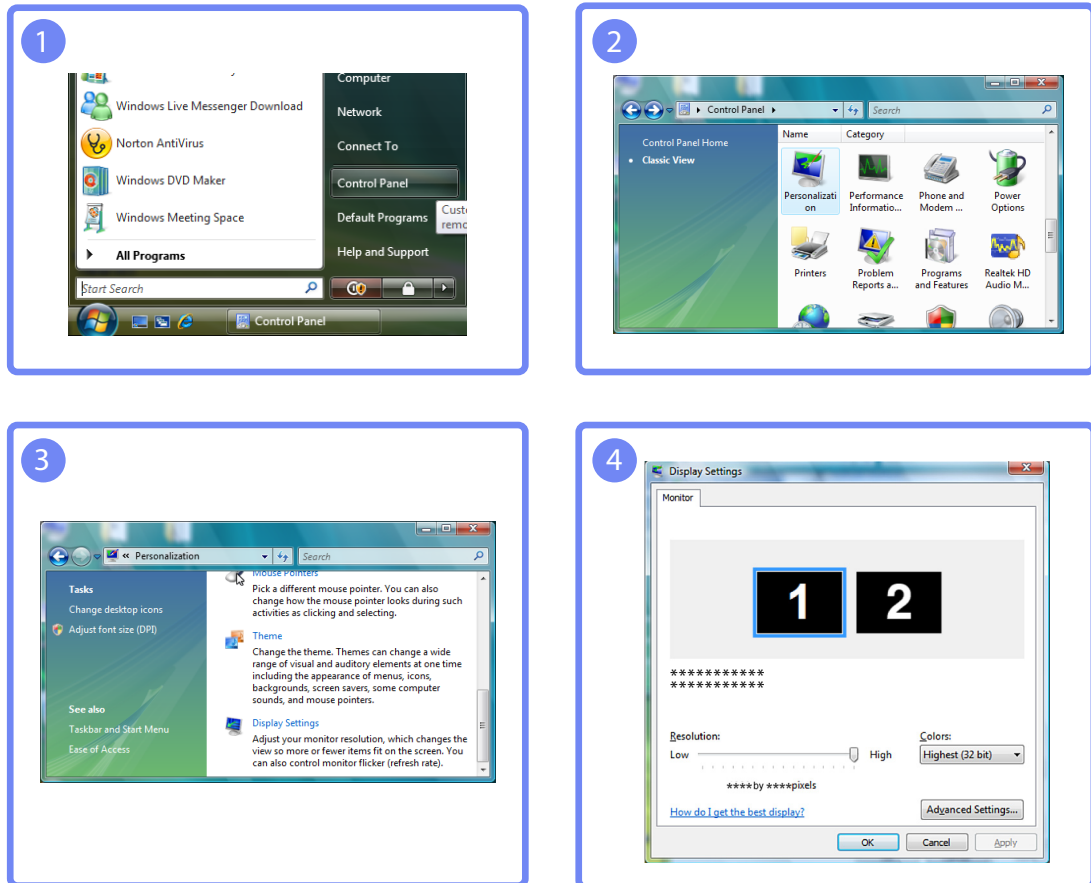 1
Computer
Windows Live Messenger Download
Network
Norton AntiVirus
Connect To
Windows DVD Maker
Control Panel
Windows Meeting Space
Default Programs
Help and Support
All Programs
Start Search
Control Panel
2
Control Panel
Search
Control Panel Home
Classic View
Name Category
Personalizati
on
Performance
Informatio...
Phone and
Modem ...
Power
Options
Printers
Problem
Reports a...
Programs
and Features
Realtek HD
Audio M...
3
« Personalization
Search
Tasks
Change desktop icons
Adjust font size (DPI)
See also
Taskbar and Start Menu
Ease of Access
Mouse Pointers
Pick a different mouse pointer. You can also
change how the mouse pointer looks during such
activities as clicking and selecting.
Theme
Change the theme. Themes can change a wide
range of visual and auditory elements at one time
including the appearance of menus, icons,
backgrounds, screen savers, some computer
sounds, and mouse pointers.
Display Settings
Adjust your monitor resolution, which changes the
view so more or fewer items fit on the screen. You
can also control monitor flicker (refresh rate).
4
Display Settings
Monitor
1 2
***********
***********
Resolution:
Low High
****by ****pixels
Colors:
Highest (32 bit)
How do I get the best display?
Advanced Settings...
OK Cancel Apply